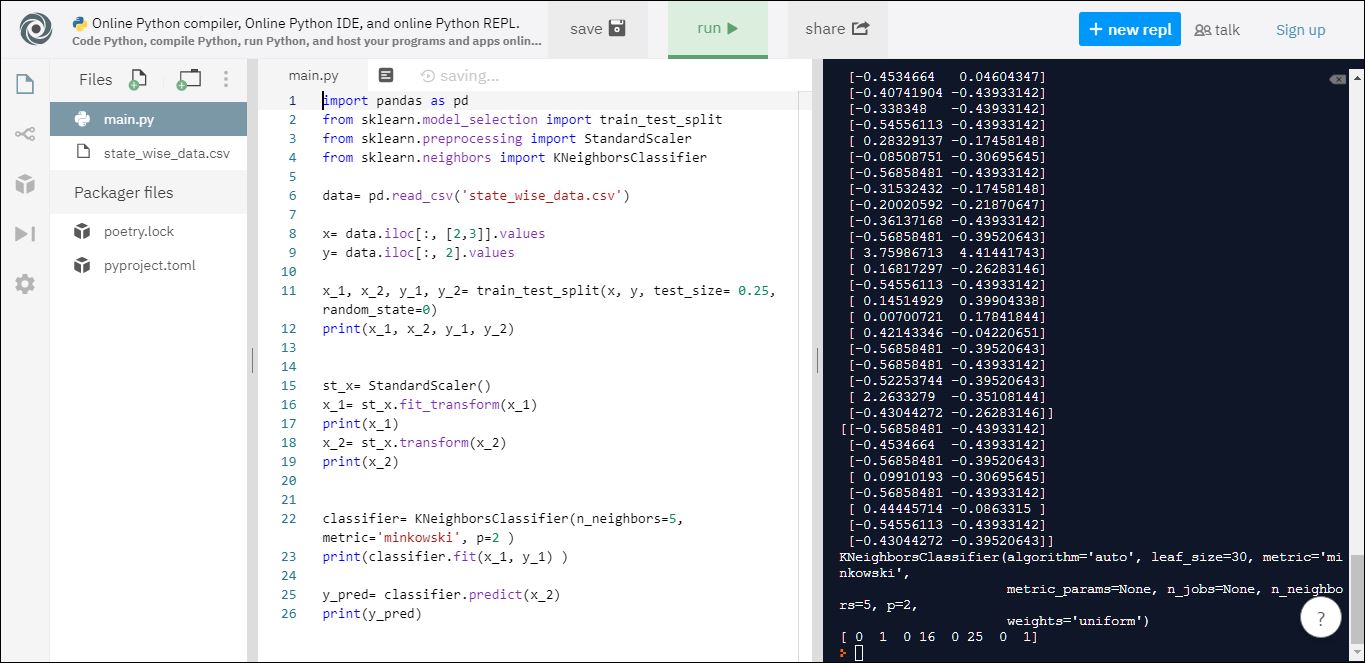 Online Python compiler, Online Python IDE, and online Python REPL.
Code Python, compile Python, run Python, and host your programs and apps onlin...
save
run
share
+ new repl
talk
Sign up
Files
main.py
state_wise_data.csv
Packager files
poetry.lock
pyproject.toml
main.py
saving...
1 import pandas as pd
2 from sklearn.model_selection import train_test_split
3 from sklearn.preprocessing import StandardScaler
4 from sklearn.neighbors import KNeighborsClassifier
5
6 data= pd.read_csv('state_wise_data.csv')
7
8 x= data.iloc[:, [2,3]].values
9 y= data.iloc[:, 2].values
10
11 x_1, x_2, y_1, y_2= train_test_split(x, y, test_size= 0.25,
random_state=0)
12 print(x_1, x_2, y_1, y_2)
13
14
15 st_x= StandardScaler()
16 x_1= st_x.fit_transform(x_1)
17 print(x_1)
18 x_2= st_x.transform(x_2)
19 print(x_2)
20
21
22 classifier= KNeighborsClassifier(n_neighbors=5,
metric='minkowski', p=2 )
23 print(classifier.fit(x_1, y_1) )
24
25 y_pred= classifier.predict(x_2)
26 print(y_pred)
[-0.4534664   0.04604347]
[-0.40741904 -0.43933142]
[-0.338348   -0.43933142]
[-0.54556113 -0.43933142]
[ 0.28329137 -0.17458148]
[-0.08508751 -0.30695645]
[-0.56858481 -0.43933142]
[-0.31532432 -0.17458148]
[-0.20020592 -0.21870647]
[-0.36137168 -0.43933142]
[-0.56858481 -0.39520643]
[ 3.75986713  4.41441743]
[ 0.16817297 -0.26283146]
[-0.54556113 -0.43933142]
[ 0.14514929  0.39904338]
[ 0.00700721  0.17841844]
[ 0.42143346 -0.04220651]
[-0.56858481 -0.39520643]
[-0.56858481 -0.43933142]
[-0.52253744 -0.39520643]
[ 2.2633279  -0.35108144]
[-0.43044272 -0.26283146]]
[[-0.56858481 -0.43933142]
[-0.4534664  -0.43933142]
[-0.56858481 -0.39520643]
[ 0.09910193 -0.30695645]
[-0.56858481 -0.43933142]
[ 0.44445714 -0.0863315 ]
[-0.54556113 -0.43933142]
[-0.43044272 -0.39520643]]
KNeighborsClassifier(algorithm='auto', leaf_size=30, metric='mi
nkowski',
metric_params=None, n_jobs=None, n_neighbo
rs=5, p=2,
weights='uniform')
[ 0  1  0 16  0 25  0  1]
?